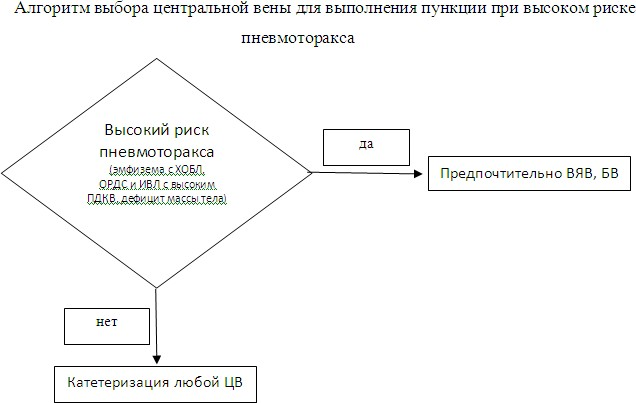 Алгоритм выбора центральной вены для выполнения пункции при высоком риске
пневмоторакса
Высокий риск
пневмоторакса
(эмфизема с ХОБЛ,
ОРДС и ИВЛ с высоким
ПДКВ, дефицит массы тела)
да
Предпочтительно ВЯВ, БВ
нет
Катетеризация любой ЦВ